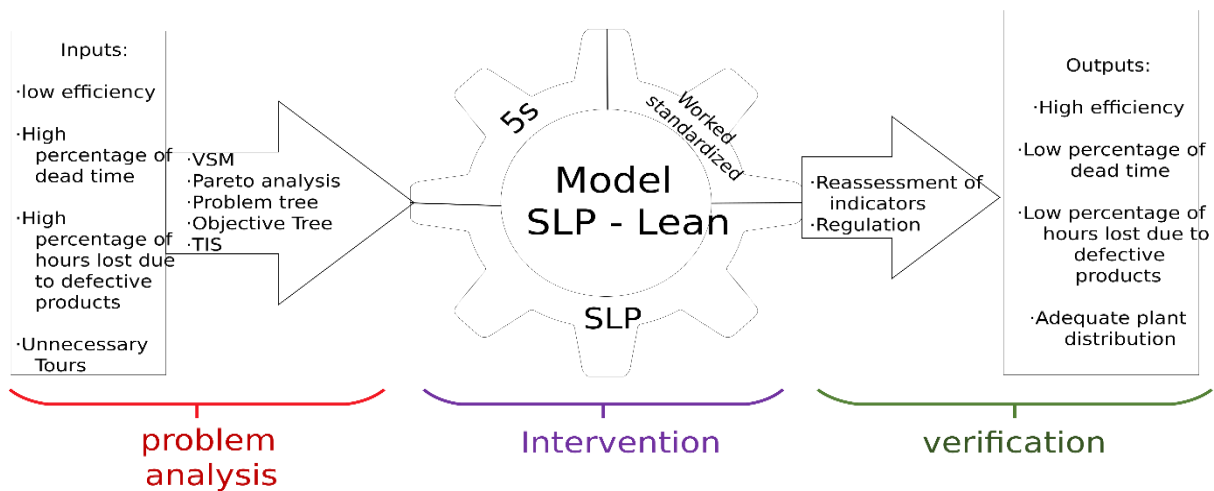 Inputs:
·low efficiency
·High
percentage of
dead time
·High
percentage of
hours lost due
to defective
products
·Unnecessary
Tours
·VSM
·Pareto analysis
·Problem tree
·Objective Tree
·TIS
5s
Worked
standardized
Model
SLP - Lean
SLP
·Reassessment of
indicators
·Regulation
Outputs:
·High efficiency
·Low percentage of
dead time
·Low percentage of
hours lost due to
defective
products
·Adequate plant
distribution
problem
analysis
Intervention
verification